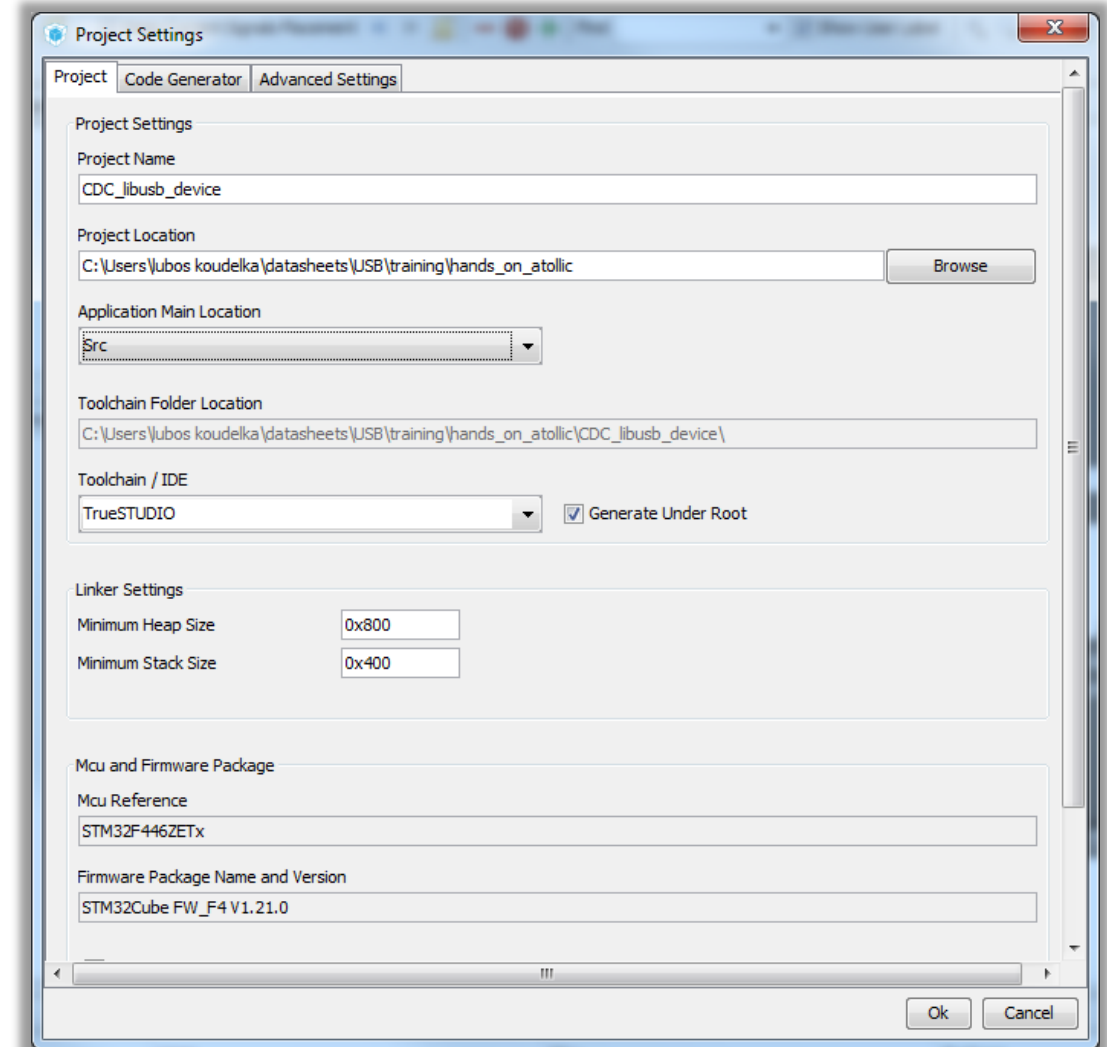 Project Settings
Project Code Generator Advanced Settings
Project Settings
Project Name
CDC_libusb_device
Project Location
C:\Users\lubos koudelka\datasheets\USB\training\hands_on_atollic Browse
Application Main Location
Src
Toolchain Folder Location
C:\Users\lubos koudelka\datasheets\USB\training\hands_on_atollic\CDC_libusb_device\
Toolchain / IDE
TrueSTUDIO Generate Under Root
Linker Settings
Minimum Heap Size 0x800
Minimum Stack Size 0x400
Mcu and Firmware Package
Mcu Reference
STM32F446ZETx
Firmware Package Name and Version
STM32Cube FW_F4 V1.21.0
Ok Cancel